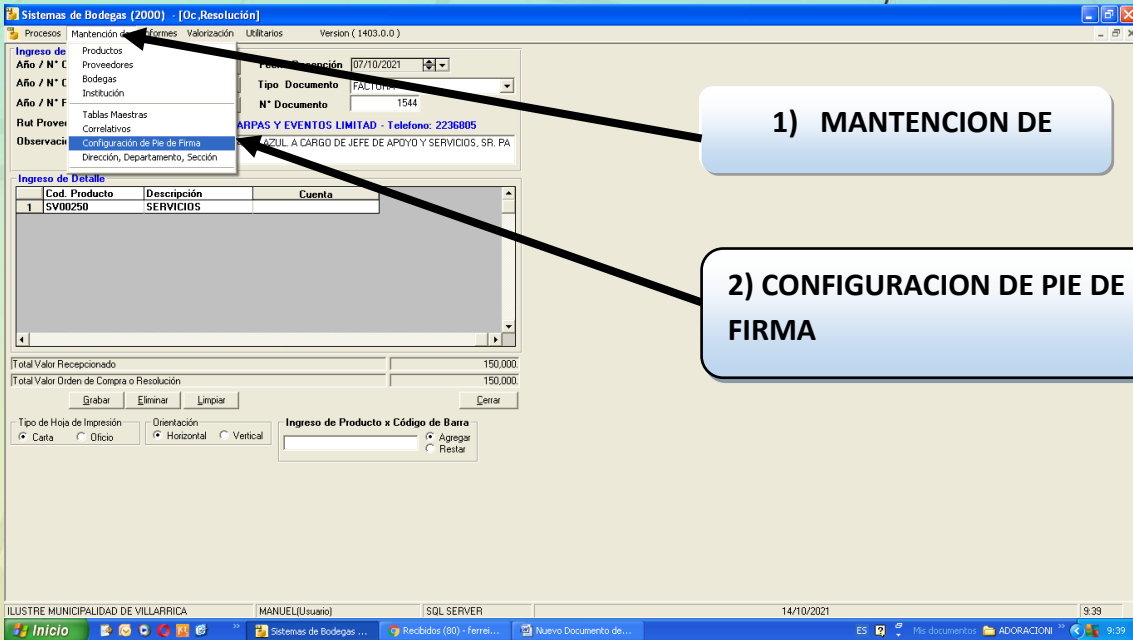 Sistemas de Bodegas (2000) - [Oc,Resolución]
Procesos Mantención de Informes Valorización Utilitarios Version ( 1403.0.0 )
Productos
Proveedores
Bodegas
Institución
Tablas Maestras
Correlativos
Configuración de Pie de Firma
Dirección, Departamento, Sección
Ingreso de
Año / N° O
Recepción 07/10/2021
Año / N° O
Tipo Documento FACTURA
Año / N° F
N° Documento 1544
Rut Provee
ARPAS Y EVENTOS LIMITAD - Telefono: 2236805
Observaci
AZUL. A CARGO DE JEFE DE APOYO Y SERVICIOS, SR. PA
Ingreso de Detalle
Cod. Producto Descripción Cuenta
1 SV00250 SERVICIOS
Total Valor Recepcionado 150,000.
Total Valor Orden de Compra o Resolución 150,000.
Grabar Eliminar Limpiar Cerrar
Tipo de Hoja de Impresión
Carta Oficio
Orientación
Horizontal Vertical
Ingreso de Producto x Código de Barra
Agregar
Restar
1) MANTENCION DE
2) CONFIGURACION DE PIE DE
FIRMA
ILUSTRE MUNICIPALIDAD DE VILLARRICA MANUEL(Usuario) SQL SERVER 14/10/2021 9:39
Inicio Sistemas de Bodegas ... Recibidos (80) - ferrei... Nuevo Documento de... ES Mis documentos ADORACIONI 9:39